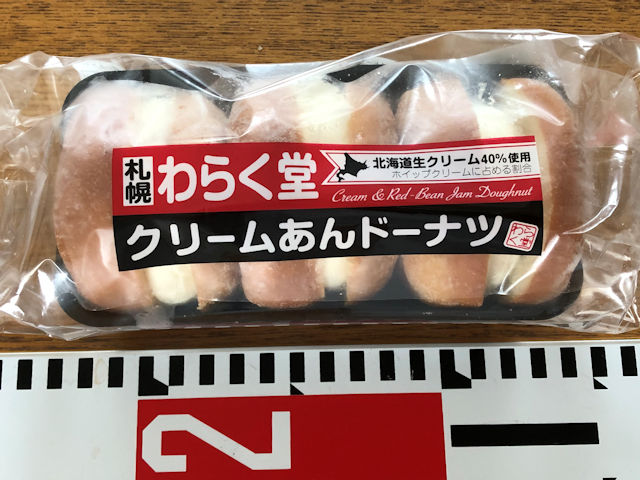 札幌
わらく堂
北海道生クリーム40%使用
ホイップクリームに占める割合
Cream & Red-Bean Jam Doughnut
クリームあんドーナツ
わらく堂
2